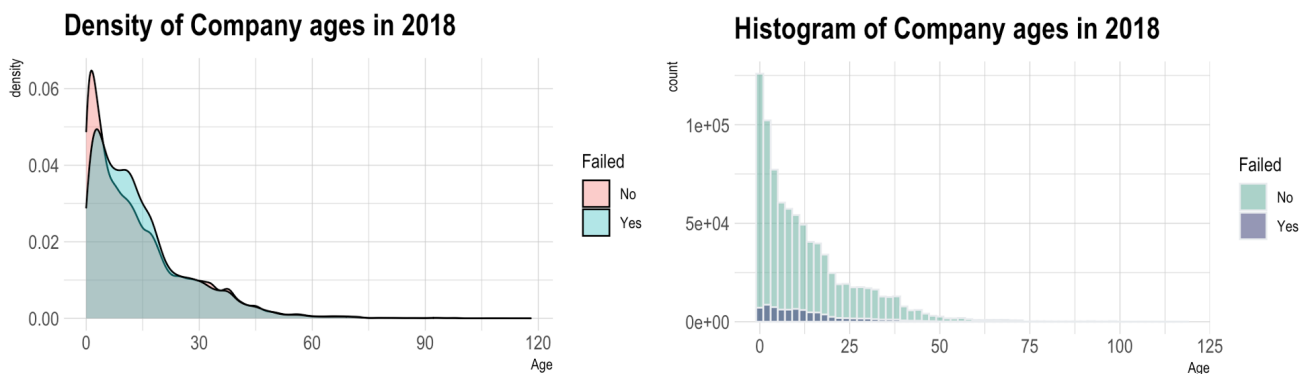 Density of Company ages in 2018
density
0.06
0.04
0.02
0.00
0 30 60 90 120
Age
Failed
No
Yes
Histogram of Company ages in 2018
count
1e+05
5e+04
0e+00
0 25 50 75 100 125
Age
Failed
No
Yes